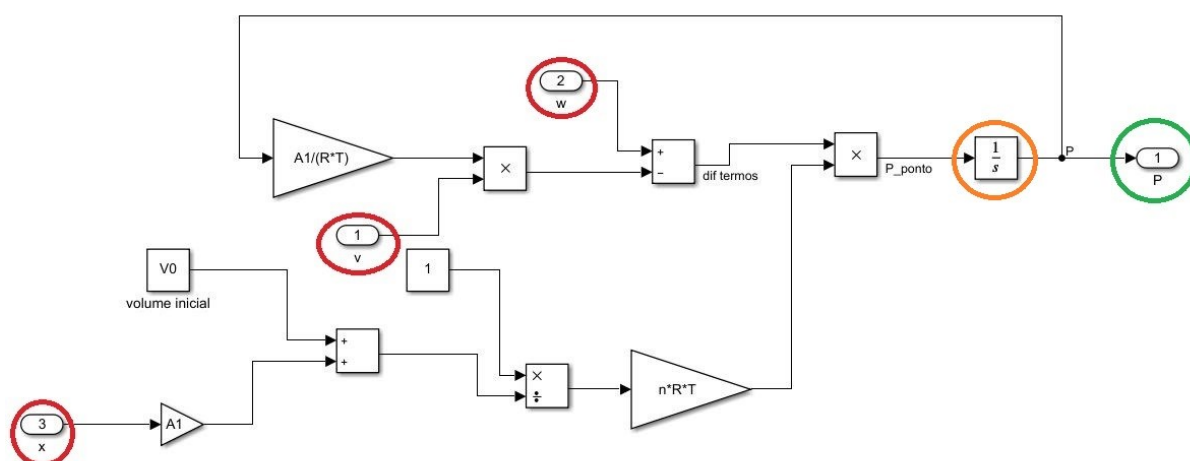 2
w
A1/(R*T)
×
+
−
dif termos
×
P_ponto
1
s
P
1
P
1
v
V0
volume inicial
1
+
+
×
÷
n*R*T
3
x
A1